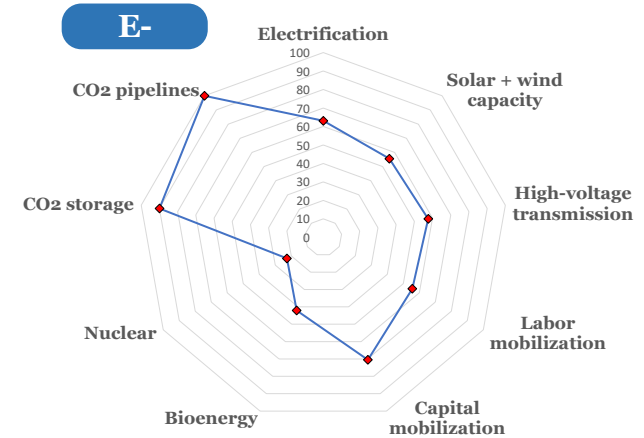 E-
Electrification
Solar + wind
capacity
High-voltage
transmission
Labor
mobilization
Capital
mobilization
Bioenergy
Nuclear
CO2 storage
CO2 pipelines
100
90
80
70
60
50
40
30
20
10
0